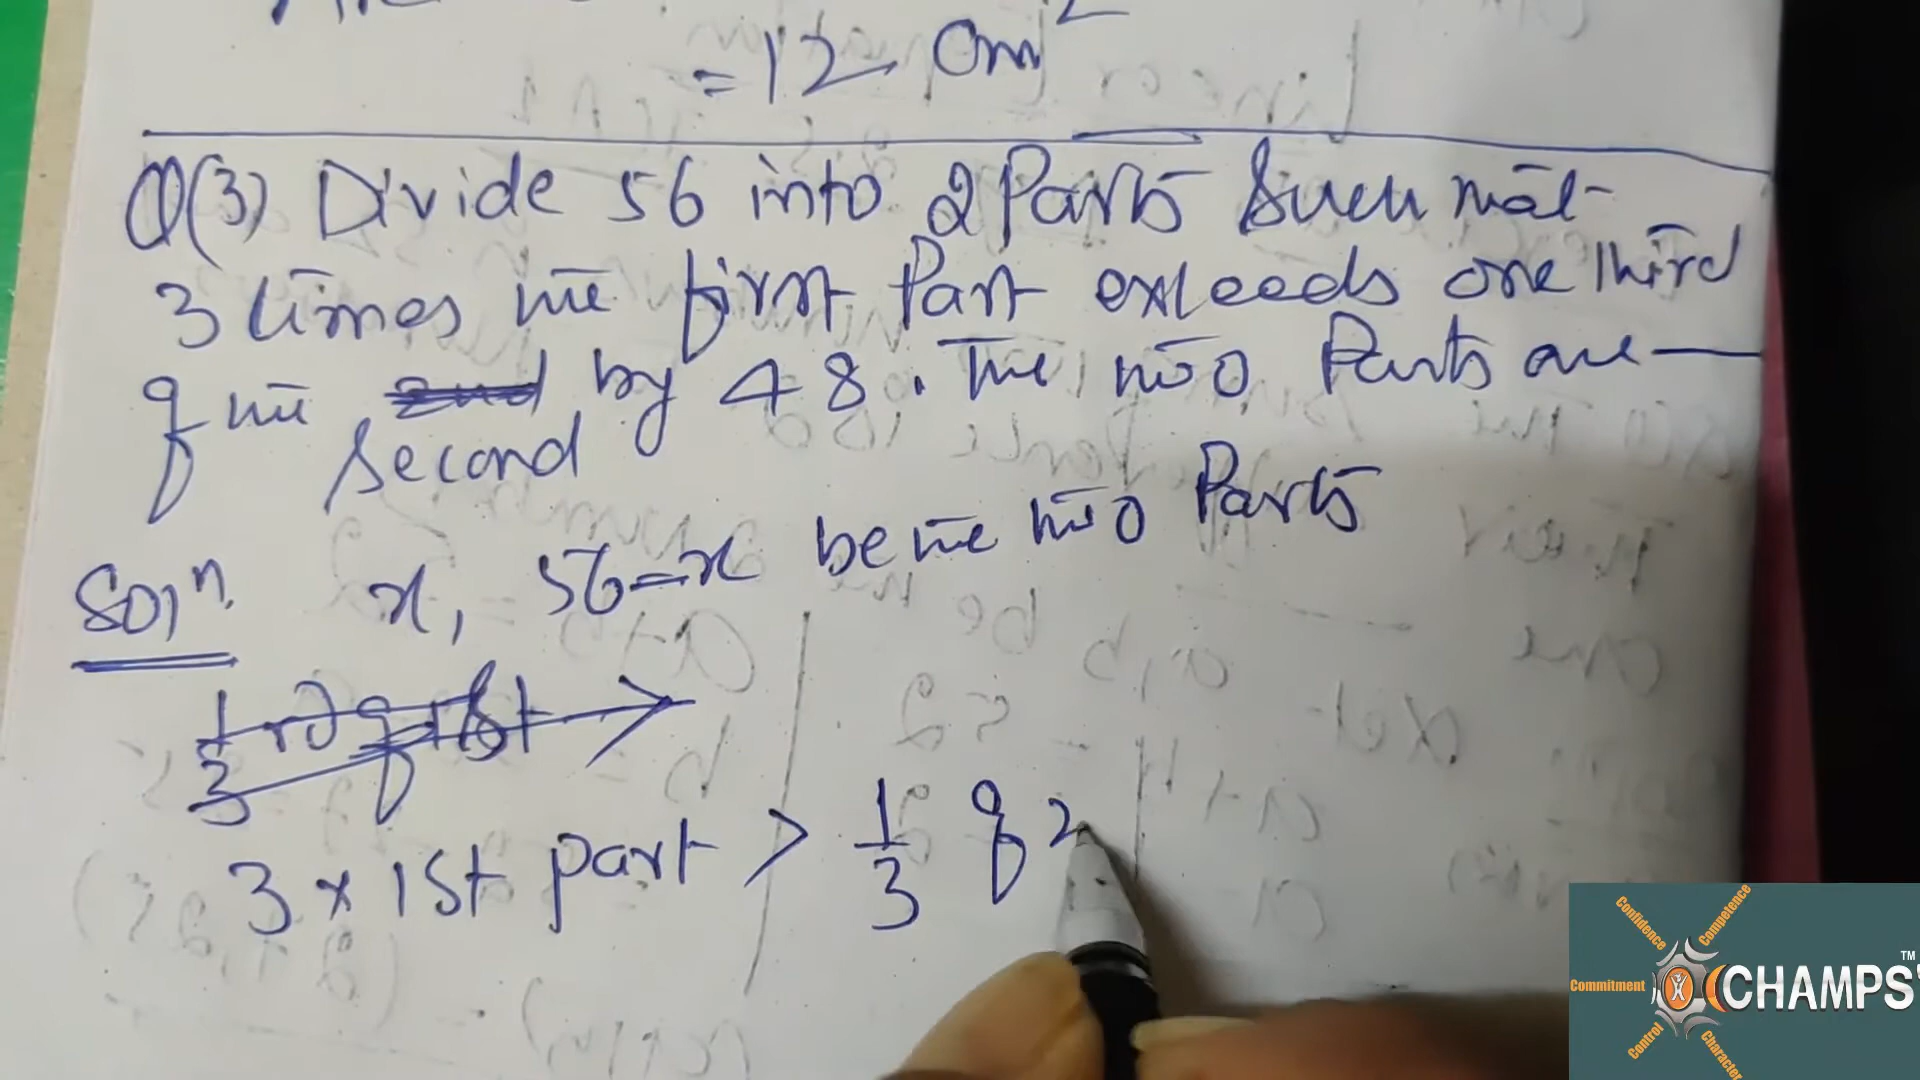 = 12 cm²
Q(3) Divide 56 into 2 Parts Such that
3 times the first Part exceeds one third
of the second by 48. The two Parts are —
Soln. x, 56-x be the two Parts
1/3 rd of 1st >
3 x 1st part > 1/3 of 2
Confidence
Competence
Commitment
Control
Character
XCHAMPS™